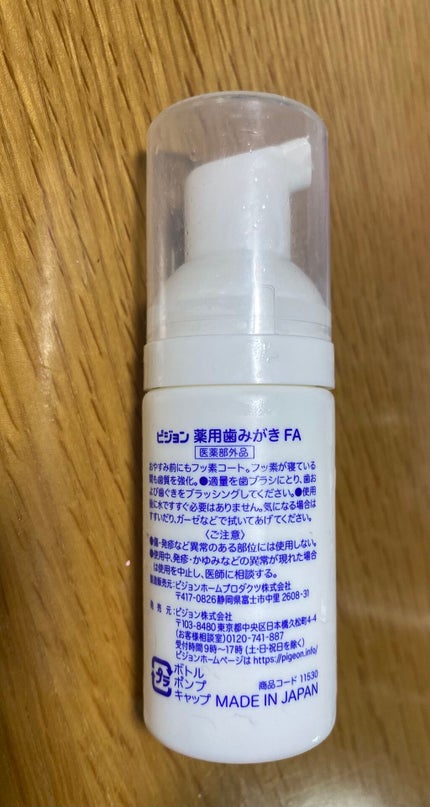 ピジョン 薬用歯みがき FA
医薬部外品
おやすみ前にもフッ素コート。フッ素が寝ている
間も歯質を強化。●適量を歯ブラシにとり、歯お
よび歯ぐきをブラッシングしてください。●使用
後に水ですすぐ必要はありません。気になる場合は
すすいだり、ガーゼなどで拭いてあげてください。
〈ご注意〉
●傷・発疹など異常のある部位には使用しない。
●使用中、発疹・かゆみなどの異常が現れた場合
は使用を中止し、医師に相談する。
製造販売元:ピジョンホームプロダクツ株式会社
〒417-0826 静岡県富士市中里 2608-31
発売元:ピジョン株式会社
〒103-8480 東京都中央区日本橋久松町4-4
(お客様相談室)0120-741-887
受付時間9時〜17時(土・日・祝日を除く)
ピジョンホームページは https://pigeon.info/
プラ
ボトル
ポンプ
キャップ
商品コード 11530
MADE IN JAPAN